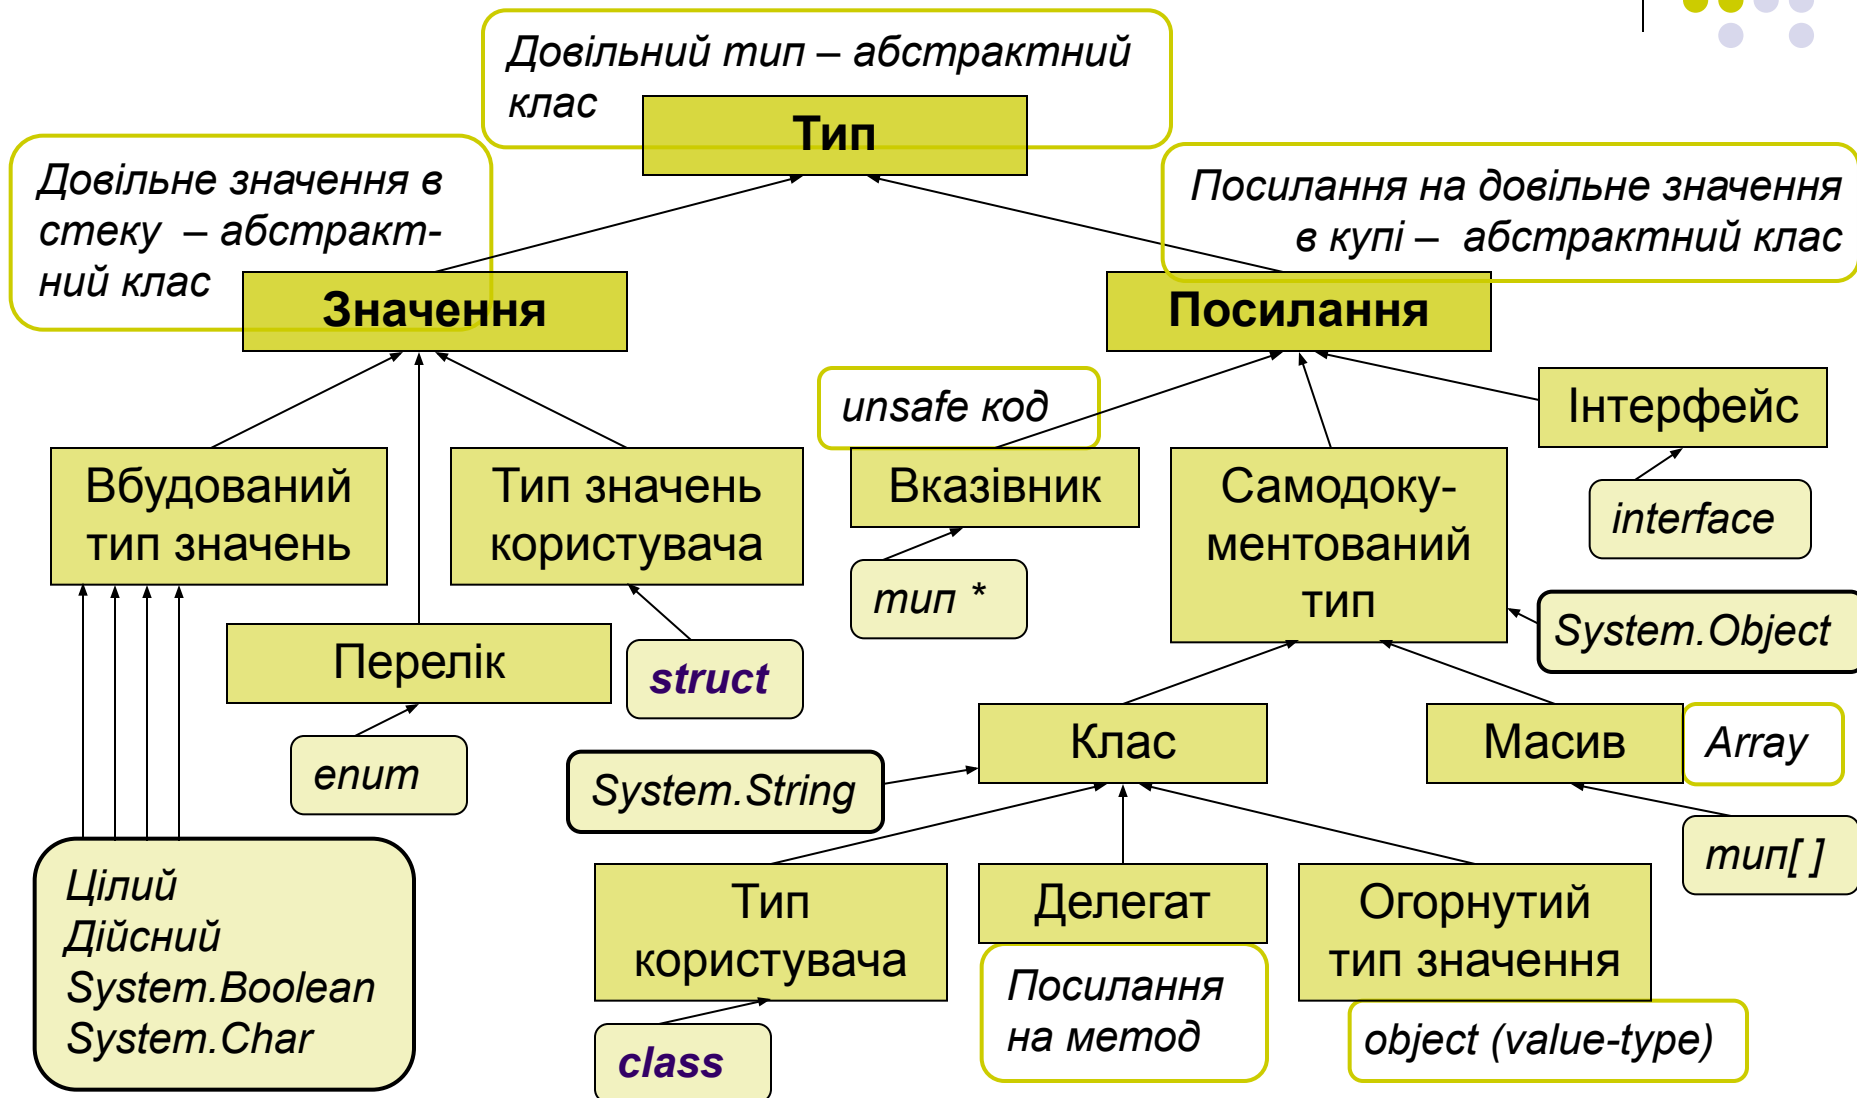 Довільний тип – абстрактний
клас
Тип
Довільне значення в
стеку – абстракт-
ний клас
Посилання на довільне значення
в купі – абстрактний клас
Значення
Посилання
unsafe код
Інтерфейс
Вбудований
тип значень
Тип значень
користувача
Вказівник
Самодоку-
ментований
тип
interface
тип *
System.Object
Перелік
struct
enum
System.String
Клас
Масив
Array
тип[ ]
Цілий
Дійсний
System.Boolean
System.Char
Тип
користувача
Делегат
Огорнутий
тип значення
Посилання
на метод
object (value-type)
class